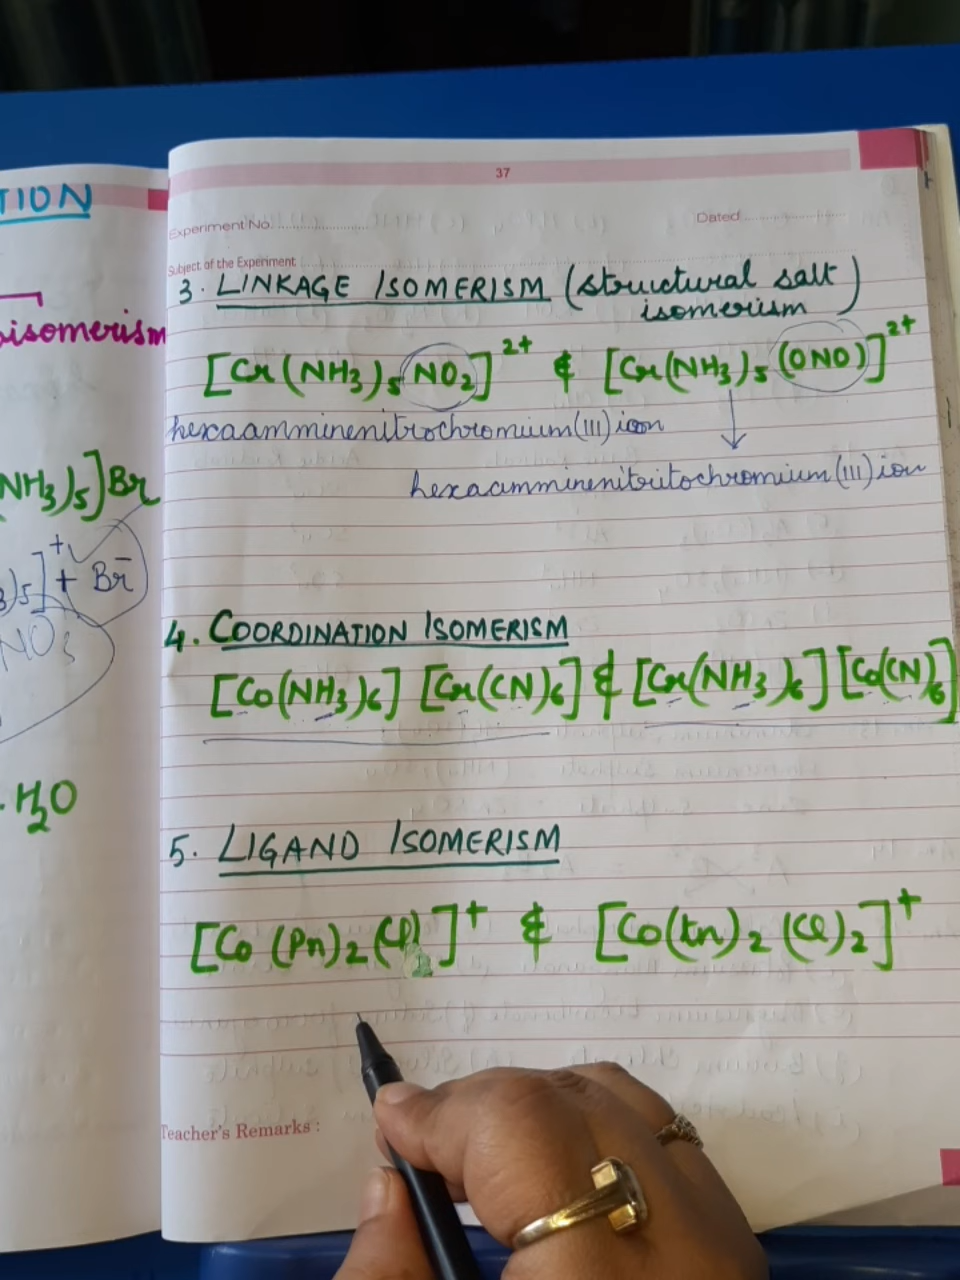 TION
isomerism
NH3)5]Br
)5]+ + Br-
NO3
. H2O
37
Experiment No.
Dated
Subject of the Experiment
3. LINKAGE ISOMERISM (structural salt
isomerism)
[Cr(NH3)5 NO2]2+ & [Cr(NH3)5 (ONO)]2+
hexaamminenitrochromium(III) ion
hexaamminenitritochromium(III) ion
4. COORDINATION ISOMERISM
[Co(NH3)6] [Cr(CN)6] & [Cr(NH3)6] [Co(CN)6]
5. LIGAND ISOMERISM
[Co (Pn)2 (Cl)2]+ & [Co(tn)2 (Cl)2]+
Teacher's Remarks :